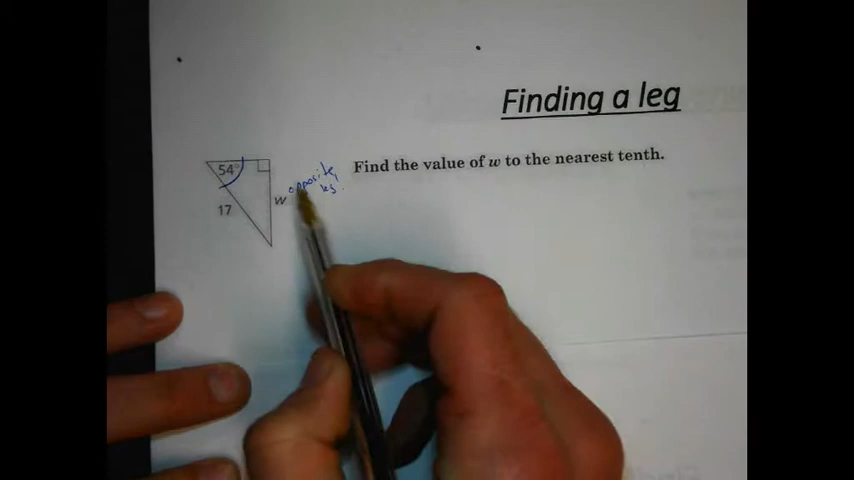 Finding a leg
Find the value of w to the nearest tenth.
54°
opposite
leg.
17
w